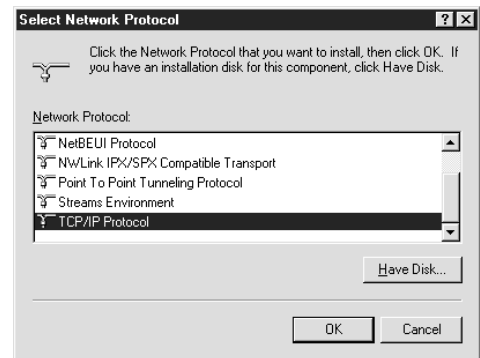 Select Network Protocol
Click the Network Protocol that you want to install, then click OK. If
you have an installation disk for this component, click Have Disk.
Network Protocol:
NetBEUI Protocol
NWLink IPX/SPX Compatible Transport
Point To Point Tunneling Protocol
Streams Environment
TCP/IP Protocol
Have Disk...
OK
Cancel